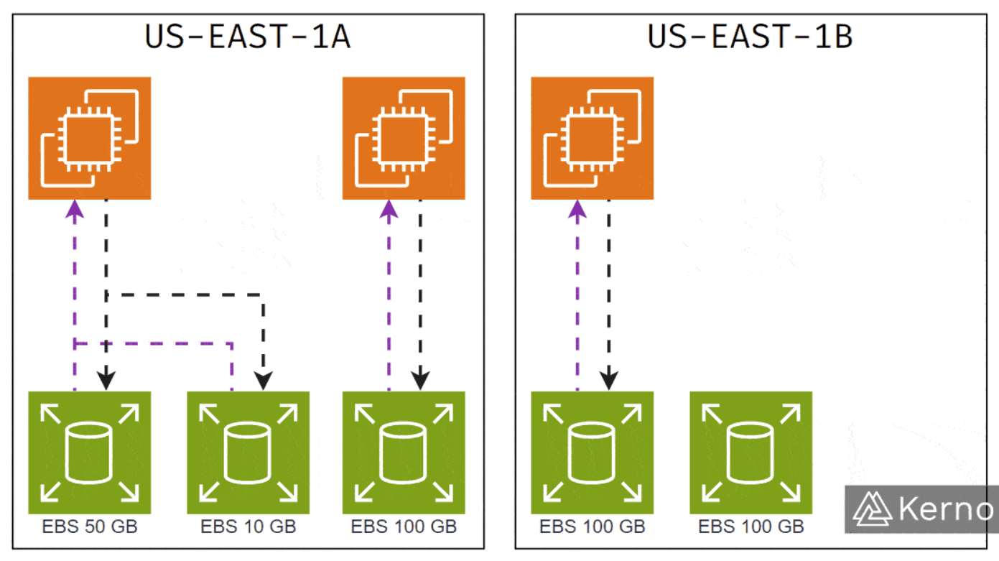 US-EAST-1A
US-EAST-1B
EBS 50 GB
EBS 10 GB
EBS 100 GB
EBS 100 GB
EBS 100 GB
Kerno